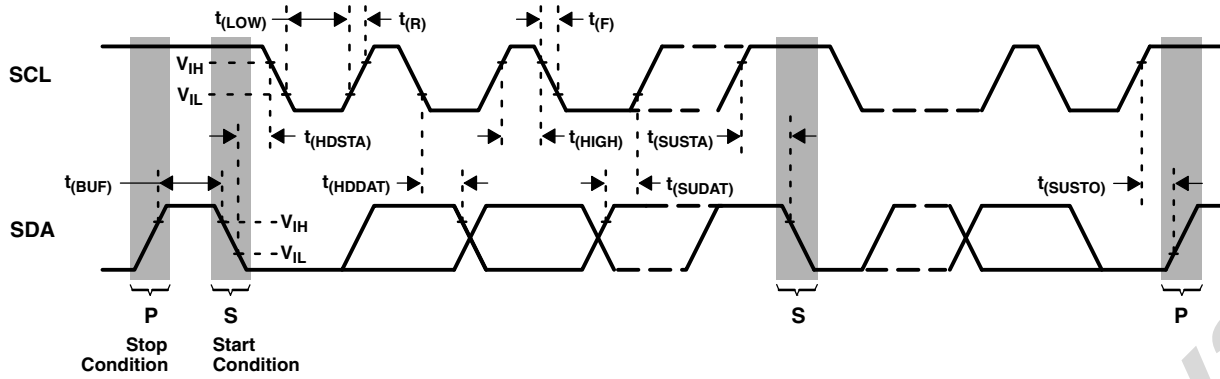 t(LOW) t(R) t(F)
SCL
VIH
VIL
t(HDSTA) t(HIGH) t(SUSTA)
t(BUF) t(HDDAT) t(SUDAT) t(SUSTO)
SDA
VIH
VIL
P S S P
Stop Condition
Start Condition